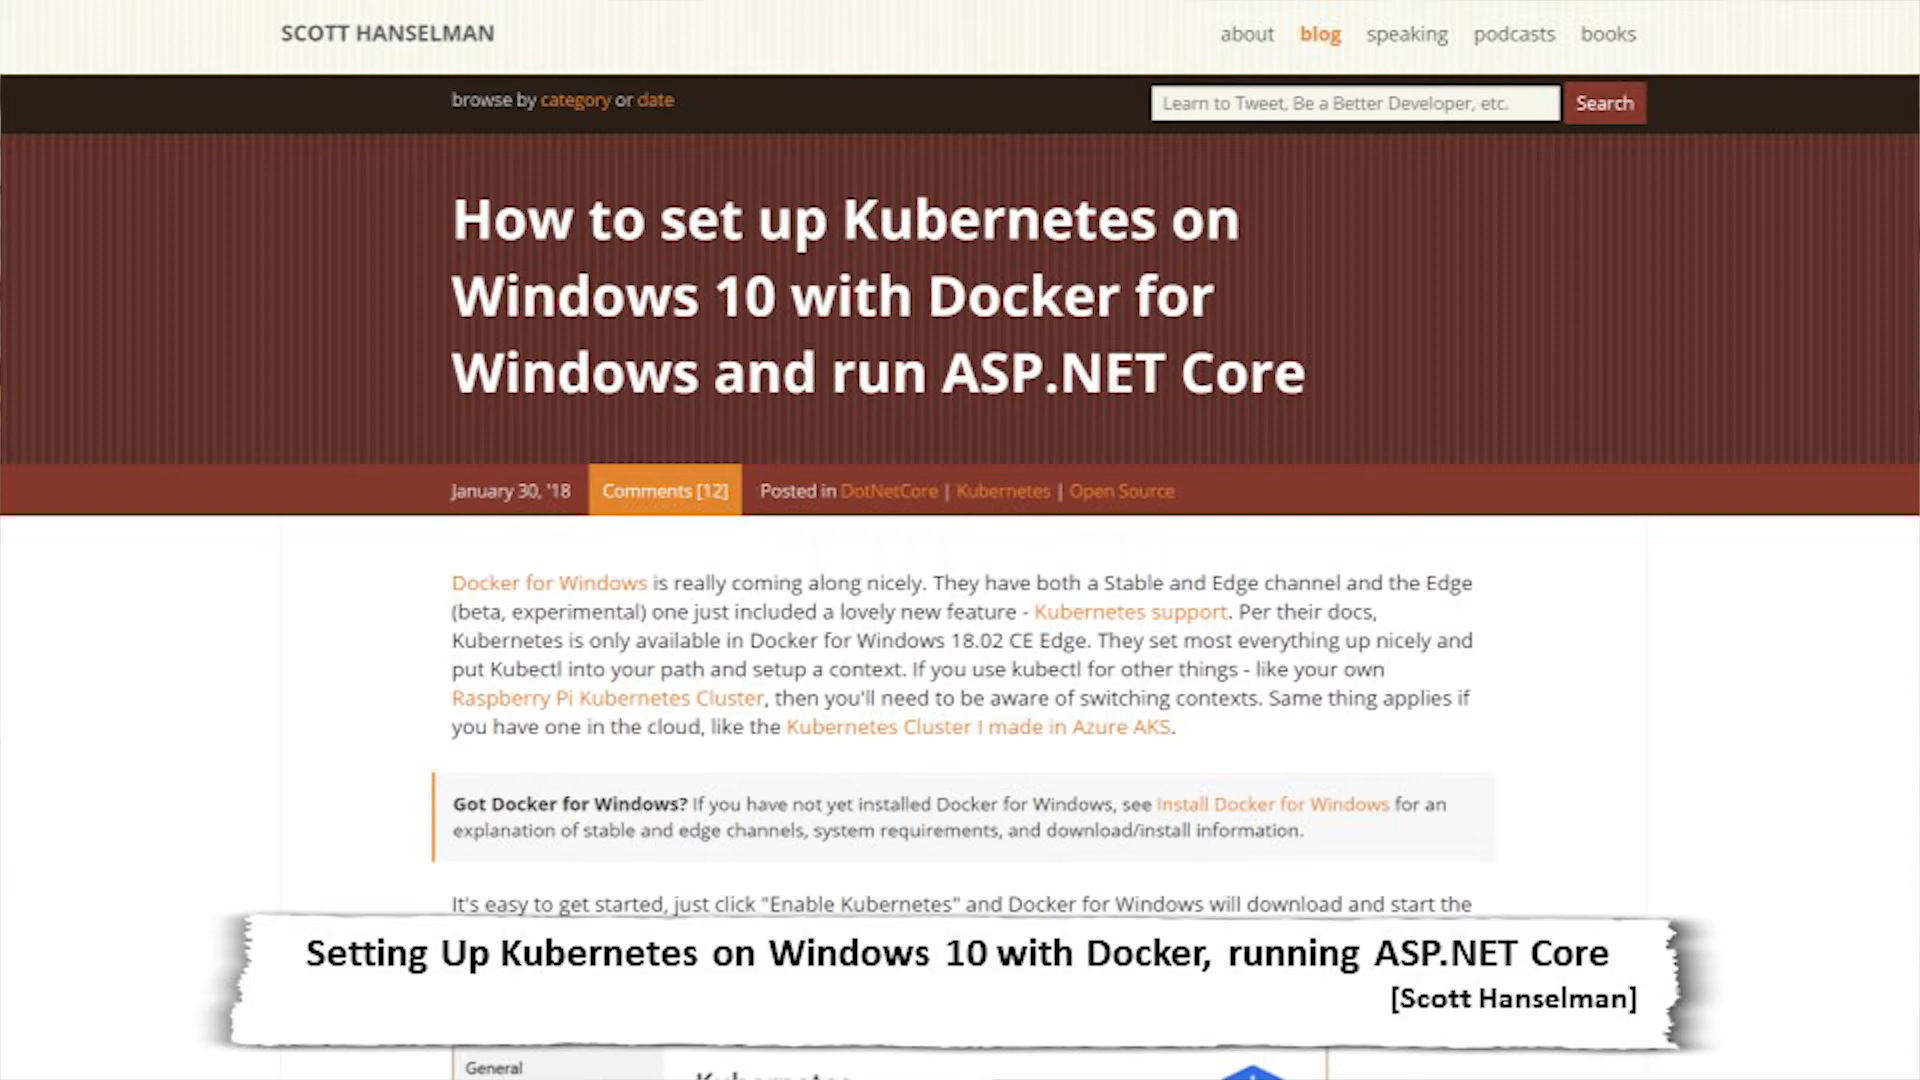 SCOTT HANSELMAN
about blog speaking podcasts books
browse by category or date
Learn to Tweet, Be a Better Developer, etc. Search
How to set up Kubernetes on
Windows 10 with Docker for
Windows and run ASP.NET Core
January 30, '18 Comments [12] Posted in DotNetCore | Kubernetes | Open Source
Docker for Windows is really coming along nicely. They have both a Stable and Edge channel and the Edge
(beta, experimental) one just included a lovely new feature - Kubernetes support. Per their docs,
Kubernetes is only available in Docker for Windows 18.02 CE Edge. They set most everything up nicely and
put Kubectl into your path and setup a context. If you use kubectl for other things - like your own
Raspberry Pi Kubernetes Cluster, then you'll need to be aware of switching contexts. Same thing applies if
you have one in the cloud, like the Kubernetes Cluster I made in Azure AKS.
Got Docker for Windows? If you have not yet installed Docker for Windows, see Install Docker for Windows for an
explanation of stable and edge channels, system requirements, and download/install information.
It's easy to get started, just click "Enable Kubernetes" and Docker for Windows will download and start the
Setting Up Kubernetes on Windows 10 with Docker, running ASP.NET Core
[Scott Hanselman]
General